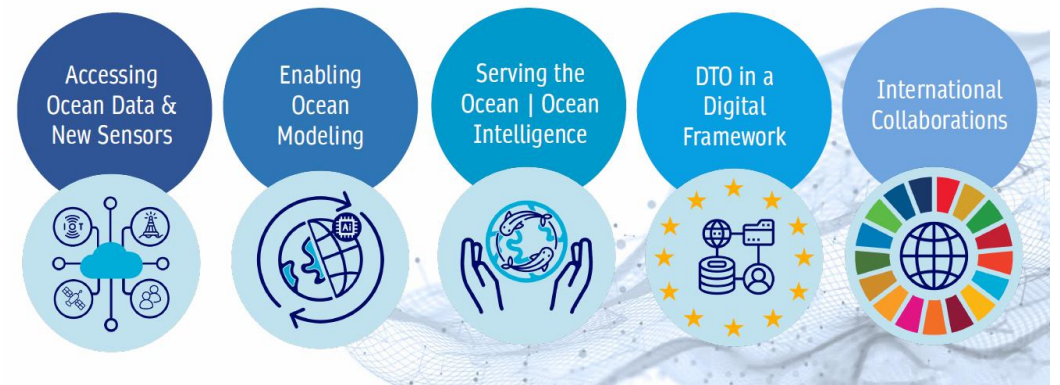 Accessing
Ocean Data &
New Sensors
Enabling
Ocean
Modeling
Serving the
Ocean | Ocean
Intelligence
DTO in a
Digital
Framework
International
Collaborations
IOT
AI